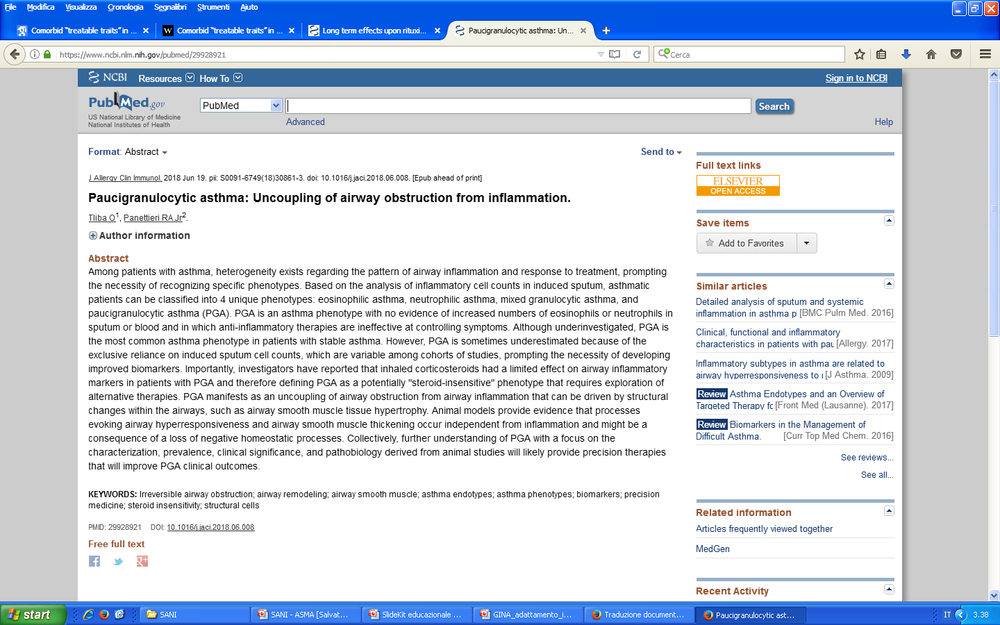 File Modifica Visualizza Cronologia Segnalibri Strumenti Aiuto
Comorbid "treatable traits" in ...
Comorbid "treatable traits" in ...
Long term effects upon rituxi...
Paucigranulocytic asthma: Un...
https://www.ncbi.nlm.nih.gov/pubmed/29928921
Cerca
NCBI Resources How To
Sign in to NCBI
PubMed.gov
US National Library of Medicine
National Institutes of Health
PubMed
Search
Advanced
Help
Format: Abstract
Send to
J Allergy Clin Immunol. 2018 Jun 19. pii: S0091-6749(18)30861-3. doi: 10.1016/j.jaci.2018.06.008. [Epub ahead of print]
Paucigranulocytic asthma: Uncoupling of airway obstruction from inflammation.
Tliba O1, Panettieri RA Jr2.
Author information
Abstract
Among patients with asthma, heterogeneity exists regarding the pattern of airway inflammation and response to treatment, prompting
the necessity of recognizing specific phenotypes. Based on the analysis of inflammatory cell counts in induced sputum, asthmatic
patients can be classified into 4 unique phenotypes: eosinophilic asthma, neutrophilic asthma, mixed granulocytic asthma, and
paucigranulocytic asthma (PGA). PGA is an asthma phenotype with no evidence of increased numbers of eosinophils or neutrophils in
sputum or blood and in which anti-inflammatory therapies are ineffective at controlling symptoms. Although underinvestigated, PGA is
the most common asthma phenotype in patients with stable asthma. However, PGA is sometimes underestimated because of the
exclusive reliance on induced sputum cell counts, which are variable among cohorts of studies, prompting the necessity of developing
improved biomarkers. Importantly, investigators have reported that inhaled corticosteroids had a limited effect on airway inflammatory
markers in patients with PGA and therefore defining PGA as a potentially "steroid-insensitive" phenotype that requires exploration of
alternative therapies. PGA manifests as an uncoupling of airway obstruction from airway inflammation that can be driven by structural
changes within the airways, such as airway smooth muscle tissue hypertrophy. Animal models provide evidence that processes
evoking airway hyperresponsiveness and airway smooth muscle thickening occur independent from inflammation and might be a
consequence of a loss of negative homeostatic processes. Collectively, further understanding of PGA with a focus on the
characterization, prevalence, clinical significance, and pathobiology derived from animal studies will likely provide precision therapies
that will improve PGA clinical outcomes.
KEYWORDS: Irreversible airway obstruction; airway remodeling; airway smooth muscle; asthma endotypes; asthma phenotypes; biomarkers; precision
medicine; steroid insensitivity; structural cells
PMID: 29928921 DOI: 10.1016/j.jaci.2018.06.008
Free full text
Full text links
ELSEVIER
OPEN ACCESS
Save items
Add to Favorites
Similar articles
Detailed analysis of sputum and systemic
inflammation in asthma p [BMC Pulm Med. 2016]
Clinical, functional and inflammatory
characteristics in patients with pau [Allergy. 2017]
Inflammatory subtypes in asthma are related to
airway hyperresponsiveness to [J Asthma. 2009]
Review Asthma Endotypes and an Overview of
Targeted Therapy fo [Front Med (Lausanne). 2017]
Review Biomarkers in the Management of
Difficult Asthma. [Curr Top Med Chem. 2016]
See reviews...
See all...
Related information
Articles frequently viewed together
MedGen
Recent Activity
start
SANI
SANI - ASMA [Salvat...
SlideKit educazionale ...
GINA_adattamento_i...
Traduzione document...
Paucigranulocytic ast...
IT
3.38